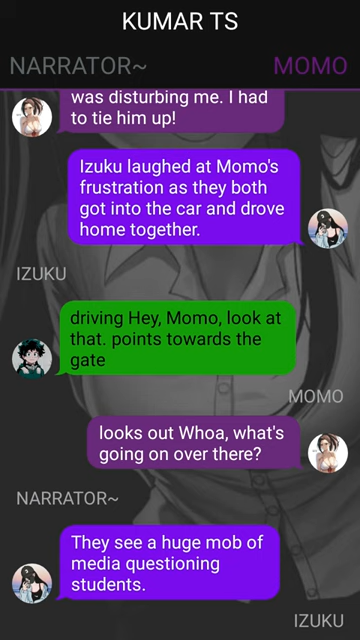 KUMAR TS
NARRATOR~
MOMO
was disturbing me. I had
to tie him up!
Izuku laughed at Momo's
frustration as they both
got into the car and drove
home together.
IZUKU
driving Hey, Momo, look at
that. points towards the
gate
MOMO
looks out Whoa, what's
going on over there?
NARRATOR~
They see a huge mob of
media questioning
students.
IZUKU